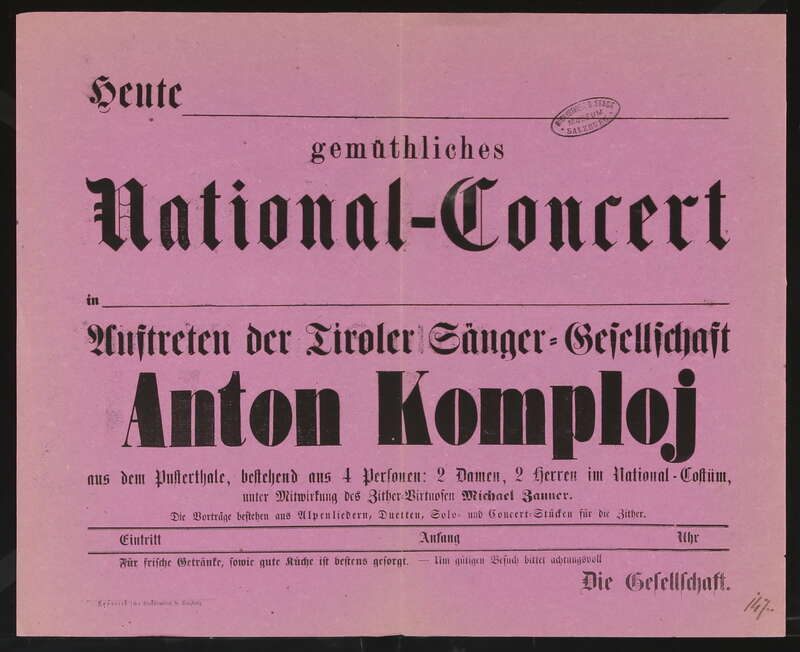 Heute
gemüthliches
National-Concert
in
Auftreten der Tiroler Sänger-Gesellschaft
Anton Komploj
aus dem Pusterthale, bestehend aus 4 Personen: 2 Damen, 2 Herren im National-Costüm,
unter Mitwirkung des Zither-Virtuosen Michael Zauner.
Die Vorträge bestehen aus Alpenliedern, Duetten, Solo- und Concert-Stücken für die Zither.
Eintritt Anfang Uhr
Für frische Getränke, sowie gute Küche ist bestens gesorgt. — Um gütigen Besuch bittet achtungsvoll
Die Gesellschaft.
MUSEUM
SALZBURG
147